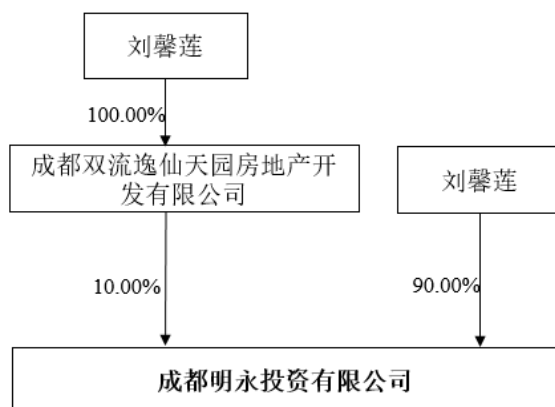 刘馨莲
100.00%
成都双流逸仙天园房地产开
发有限公司
刘馨莲
10.00%
90.00%
成都明永投资有限公司